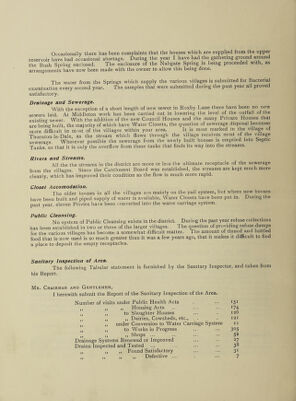 Occasionally there has been complaints that the houses which are supplied from the upper
reservoir have had occasional shortage. During the year I have had the gathering ground around
the Bush Spring enclosed. The enclosure of the Nabgate Spring is being proceeded with, as
arrangements have now been made with the owner to allow this being done.
The water from the Springs which supply the various villages is submitted for Bacterial
examination every second year. The samples that were submitted during the past year all proved
satisfactory.
Drainage and Sewerage.
With the exception of a short length of new sewer in Roxby Lane there have been no new
sewers laid. At Middleton work has been carried out in lowering the level of the outfall of the
existing sewer. With the addition of the new Council Houses and the many Private Houses that
are being built, the majority of which have Water Closets, the question of sewerage disposal becomes
more difficult in most of the villages within your area. It is most marked in the village of
Thornton-le-Dale, as the stream which flows through the village receives most of the village
sewerage. Wherever possible the sewerage from the newly built houses is emptied into Septic
Tanks, so that it is only the overflow from these tanks that finds its way into the streams.
Rivers and Streams.
All the the streams in the district are more or less the ultimate receptacle of the sewerage
from the villages. Since the Catchment Board was established, the streams are kept much more
cleanly, which has improved their condition as the flow is much more rapid.
Closet Accomodation.
The older houses in all the villages are mainly on the pail system, but where new houses
have been built and piped supply of water is available, Water Closets have been put in. During the
past year, eleven Privies have been converted into the water carriage system.
Public Cleansing.
No system of Public Cleansing exists in the district. During the past year refuse collections
has been established in two or three of the larger villages. The question of providing refuse dumps
for the various villages has become a somewhat difficult matter. The amount of tinned and bottled
food that is now used is so much greater than it was a few years ago, that it makes it difficult to find
a place to deposit the empty receptacles.
Sanitary Inspection of Area.
The following Tabular statement is furnished by the Sanitary Inspector, and taken from
his Report.
Mr. Chairman and Gentlemen,
I herewith submit the Report of the Sanitary Inspection of the Area.
Number of visits under Public Health Acts ... ... 151
„ „ „ Housing Acts ... ... 174
„ „ to Slaughter Houses ... ... 126
„ „ „ Dairies, Cowsheds, etc., ... 121
„ „ under Conversion to Water Carriage System 11
„ „ to Works in Progress ... ... 305
„ „ „ Shops ... ... 52
Drainage Systems Renewed or Improved ... ... 27
Drains Inspected and Tested ... ... 38
„ „ „ Found Satisfactory ... ... 31
„ „ „ „ Defective ... ... 7